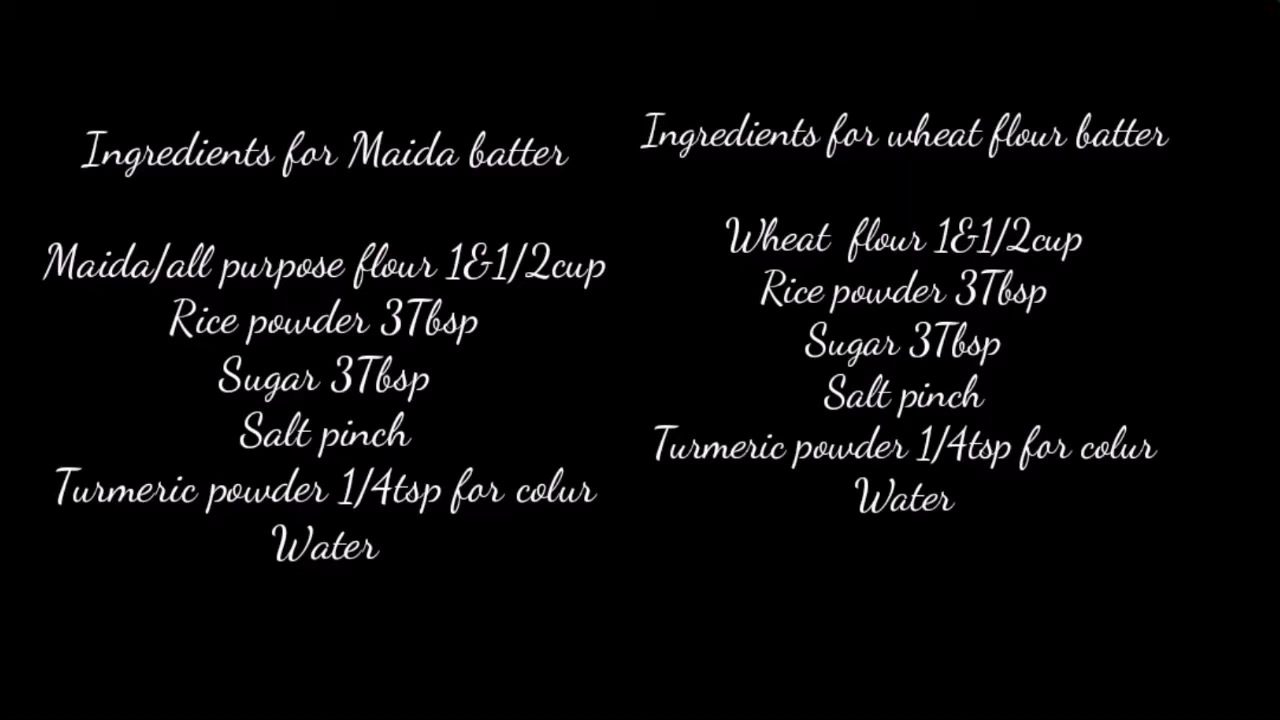 Ingredients for Maida batter
Maida/all purpose flour 1&1/2cup
Rice powder 3Tbsp
Sugar 3Tbsp
Salt pinch
Turmeric powder 1/4tsp for colur
Water
Ingredients for wheat flour batter
Wheat  flour 1&1/2cup
Rice powder 3Tbsp
Sugar 3Tbsp
Salt pinch
Turmeric powder 1/4tsp for colur
Water